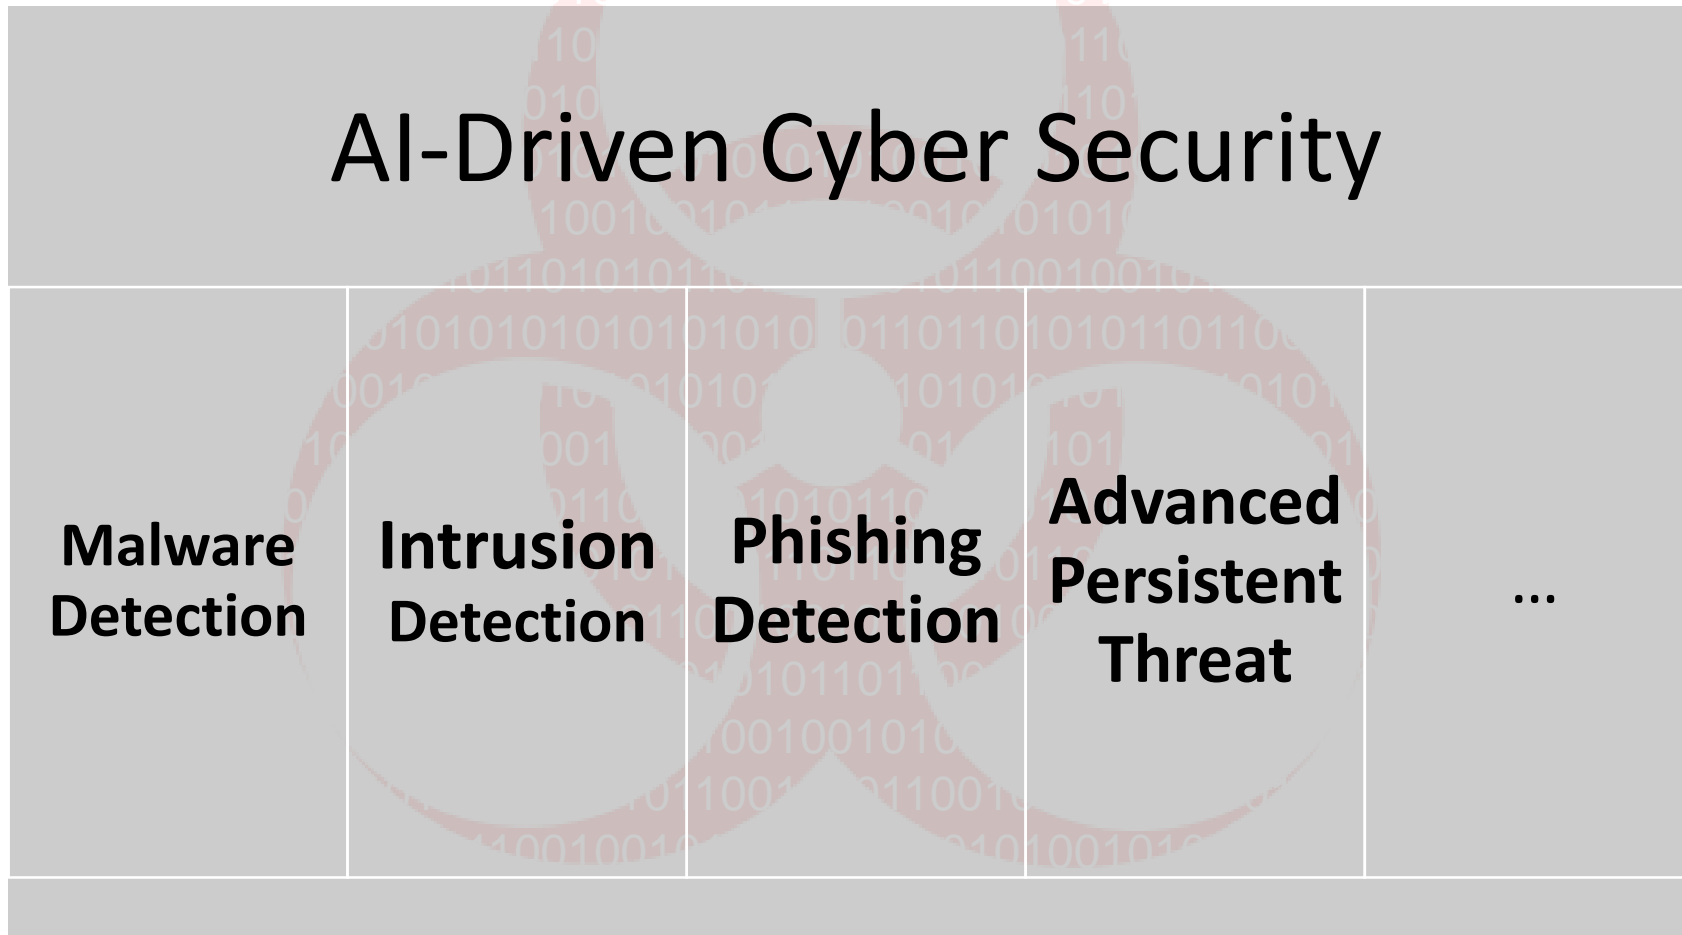 AI-Driven Cyber Security
Malware
Detection
Intrusion
Detection
Phishing
Detection
Advanced
Persistent
Threat
...